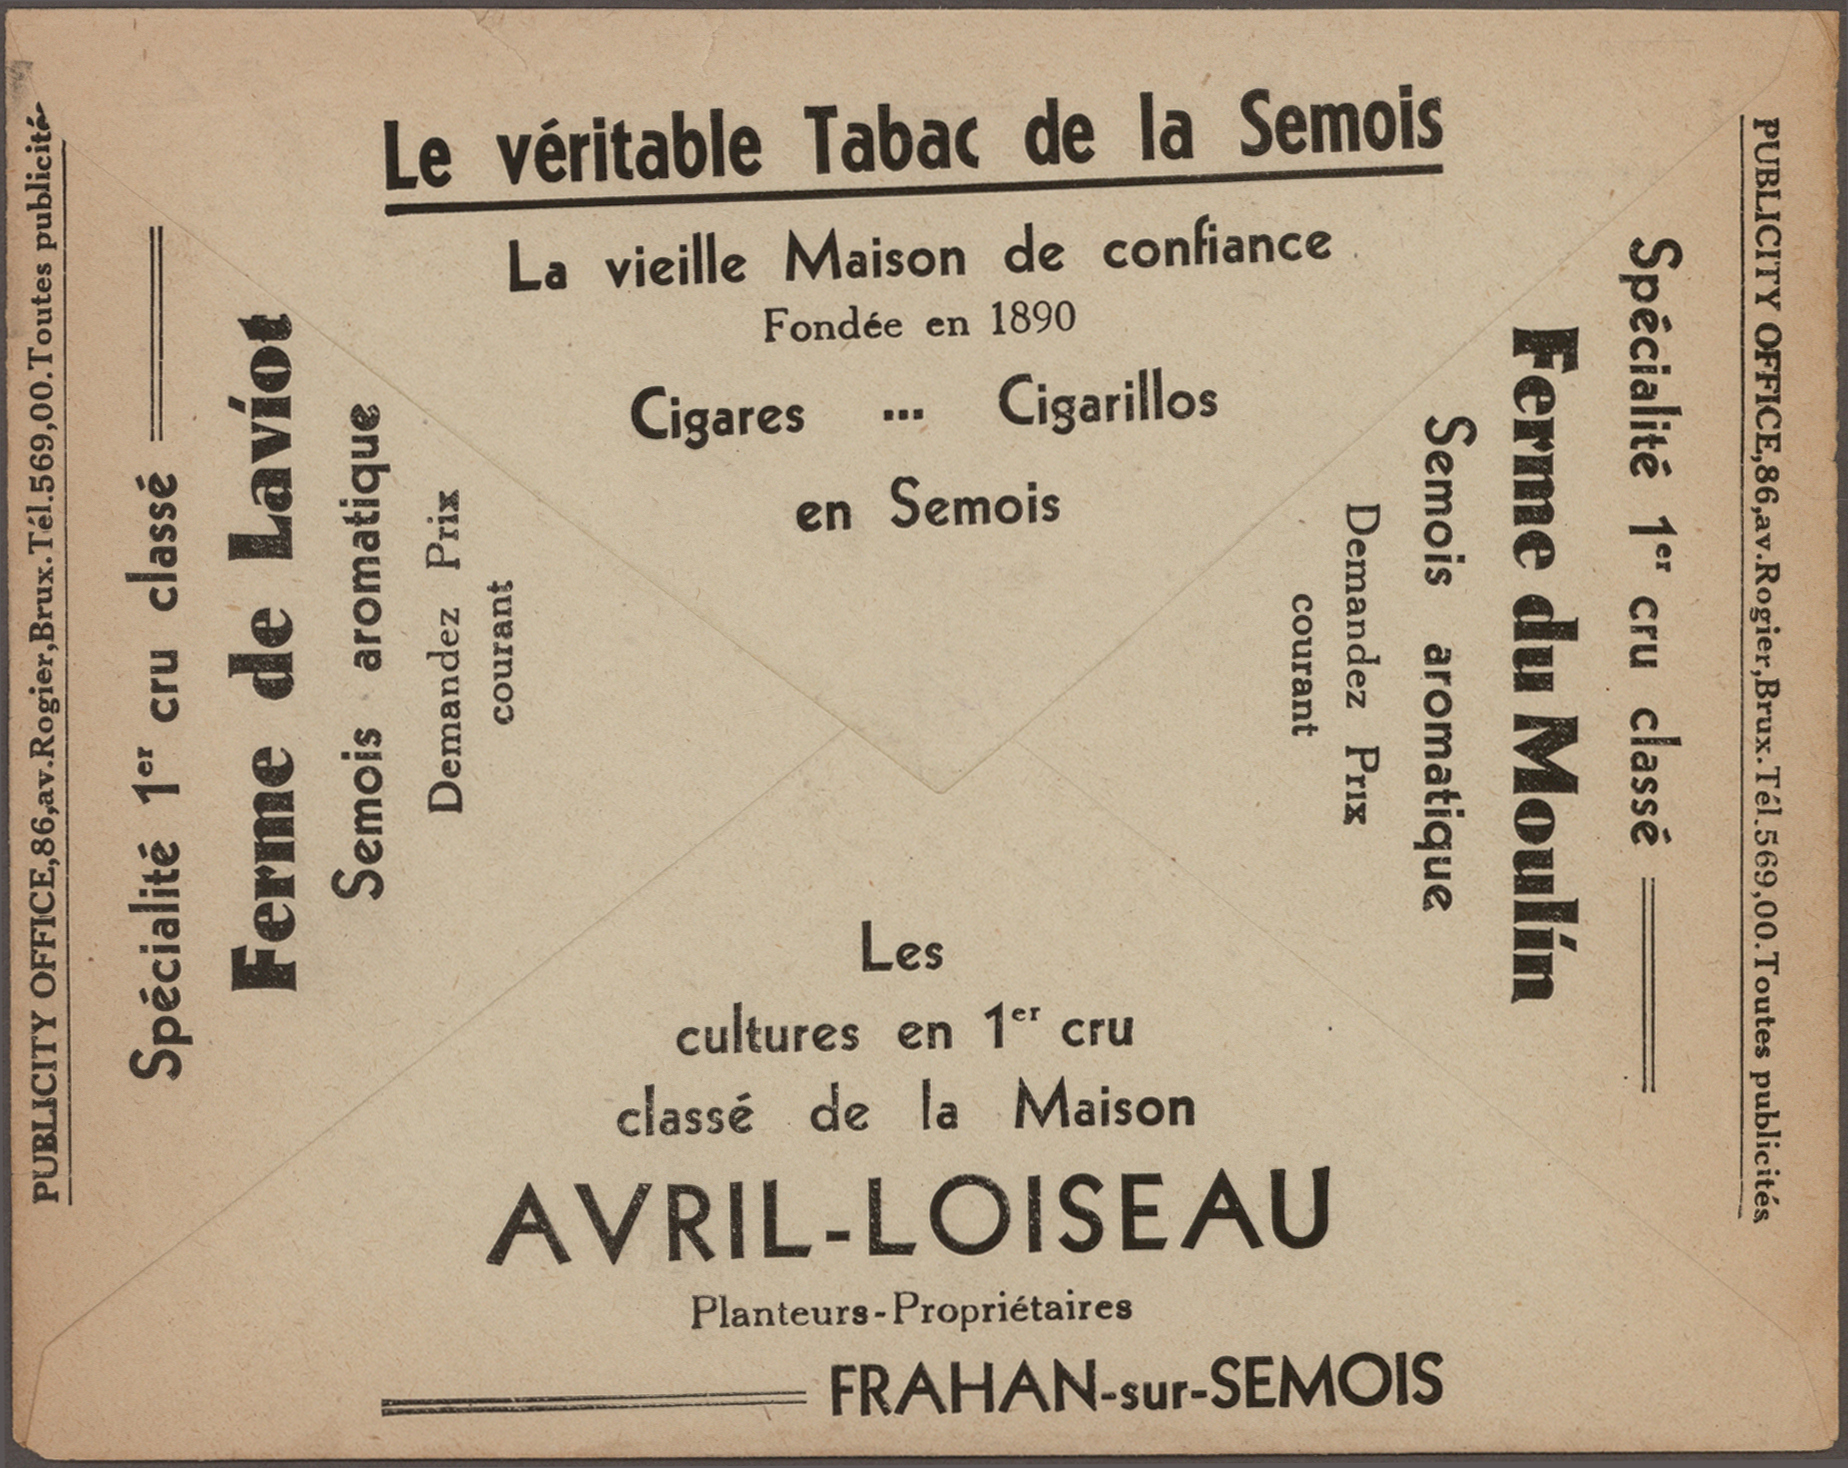 Le véritable Tabac de la Semois
La vieille Maison de confiance
Fondée en 1890
Cigares ... Cigarillos
en Semois
PUBLICITY OFFICE,86,av.Rogier,Brux.Tél.569,00.Toutes publicité
Spécialité 1er cru classé
Ferme de Laviot
Semois aromatique
Demandez Prix
courant
PUBLICITY OFFICE,86,av.Rogier,Brux.Tél.569,00.Toutes publicités
Spécialité 1er cru classé
Ferme du Moulin
Semois aromatique
Demandez Prix
courant
Les
cultures en 1er cru
classé de la Maison
AVRIL-LOISEAU
Planteurs-Propriétaires
FRAHAN-sur-SEMOIS